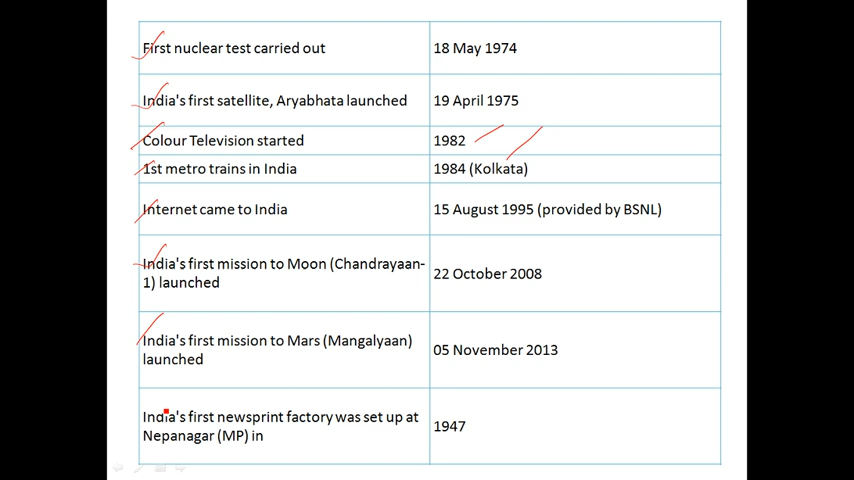 First nuclear test carried out
18 May 1974
India's first satellite, Aryabhata launched
19 April 1975
Colour Television started
1982
1st metro trains in India
1984 (Kolkata)
Internet came to India
15 August 1995 (provided by BSNL)
India's first mission to Moon (Chandrayaan-
1) launched
22 October 2008
India's first mission to Mars (Mangalyaan)
launched
05 November 2013
India's first newsprint factory was set up at
Nepanagar (MP) in
1947